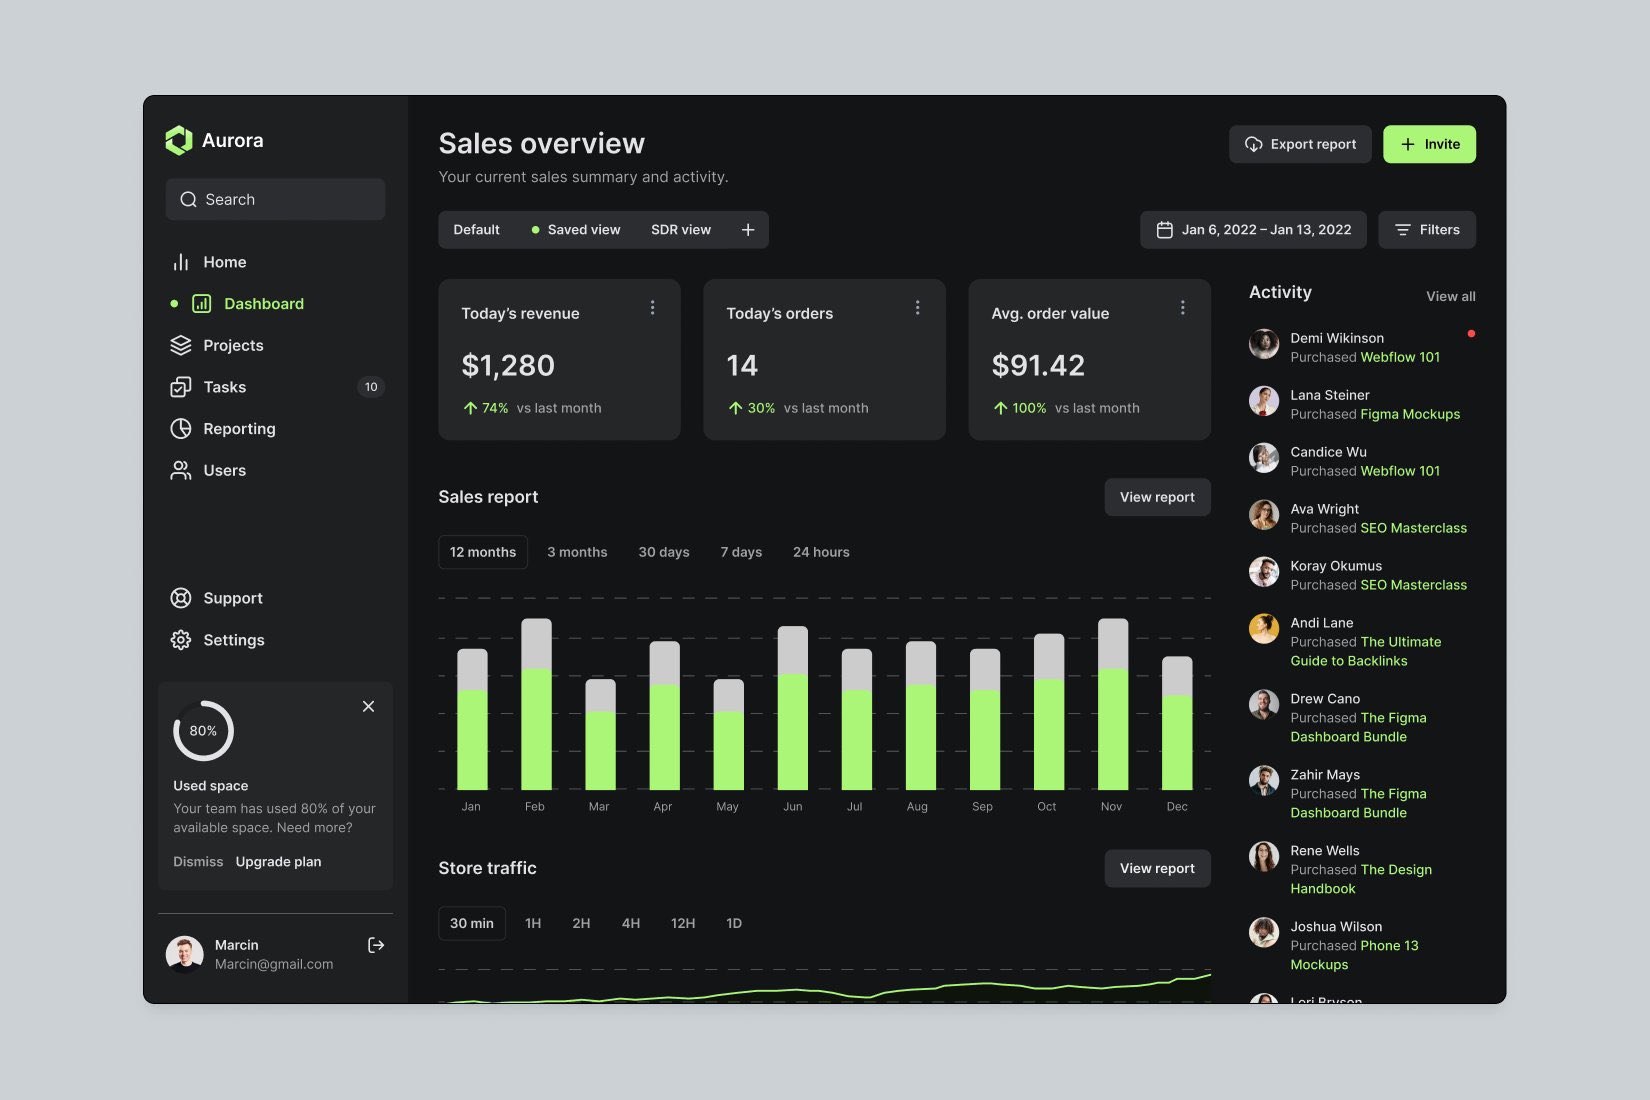 Aurora
Search
Home
Dashboard
Projects
Tasks
10
Reporting
Users
Support
Settings
80%
Used space
Your team has used 80% of your
available space. Need more?
Dismiss Upgrade plan
Marcin
Marcin@gmail.com
Sales overview
Your current sales summary and activity.
Export report
Invite
Default Saved view SDR view
Jan 6, 2022 – Jan 13, 2022
Filters
Today’s revenue
$1,280
74% vs last month
Today’s orders
14
30% vs last month
Avg. order value
$91.42
100% vs last month
Sales report
View report
12 months 3 months 30 days 7 days 24 hours
Jan Feb Mar Apr May Jun Jul Aug Sep Oct Nov Dec
Store traffic
View report
30 min 1H 2H 4H 12H 1D
Activity
View all
Demi Wikinson
Purchased Webflow 101
Lana Steiner
Purchased Figma Mockups
Candice Wu
Purchased Webflow 101
Ava Wright
Purchased SEO Masterclass
Koray Okumus
Purchased SEO Masterclass
Andi Lane
Purchased The Ultimate
Guide to Backlinks
Drew Cano
Purchased The Figma
Dashboard Bundle
Zahir Mays
Purchased The Figma
Dashboard Bundle
Rene Wells
Purchased The Design
Handbook
Joshua Wilson
Purchased Phone 13
Mockups
Lori Bryson